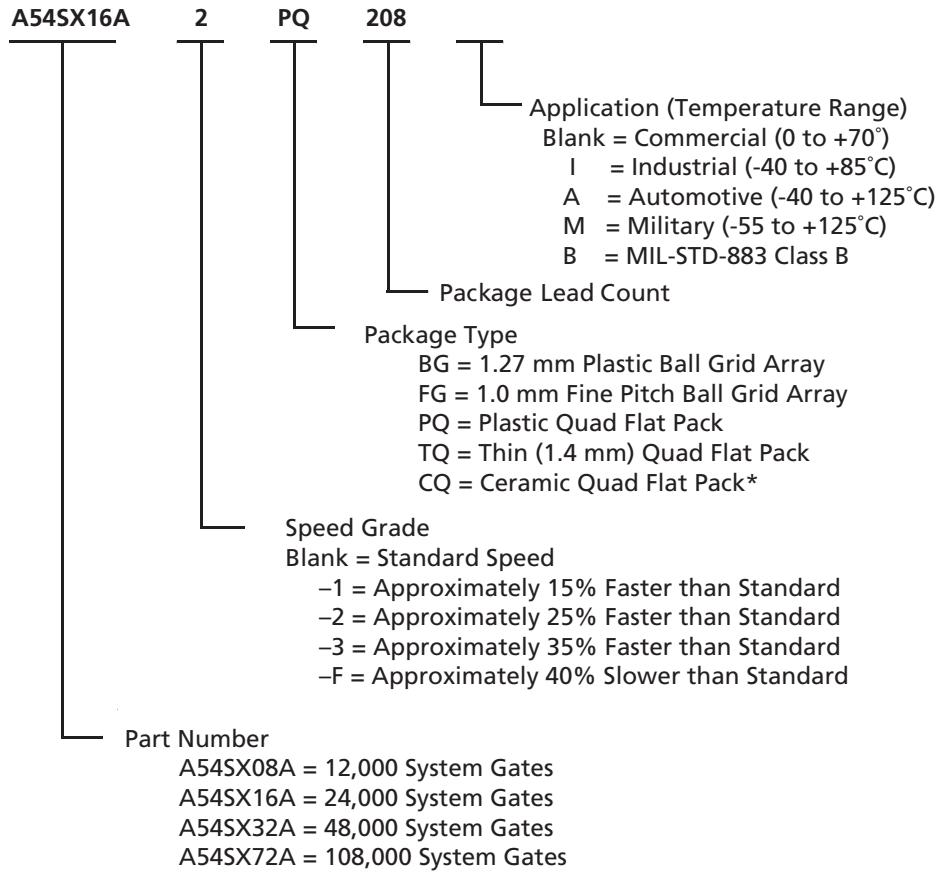 A54SX16A 2 PQ 208
Application (Temperature Range)
Blank = Commercial (0 to +70˚)
I = Industrial (-40 to +85˚C)
A = Automotive (-40 to +125˚C)
M = Military (-55 to +125˚C)
B = MIL-STD-883 Class B
Package Lead Count
Package Type
BG = 1.27 mm Plastic Ball Grid Array
FG = 1.0 mm Fine Pitch Ball Grid Array
PQ = Plastic Quad Flat Pack
TQ = Thin (1.4 mm) Quad Flat Pack
CQ = Ceramic Quad Flat Pack*
Speed Grade
Blank = Standard Speed
–1 = Approximately 15% Faster than Standard
–2 = Approximately 25% Faster than Standard
–3 = Approximately 35% Faster than Standard
–F = Approximately 40% Slower than Standard
Part Number
A54SX08A = 12,000 System Gates
A54SX16A = 24,000 System Gates
A54SX32A = 48,000 System Gates
A54SX72A = 108,000 System Gates